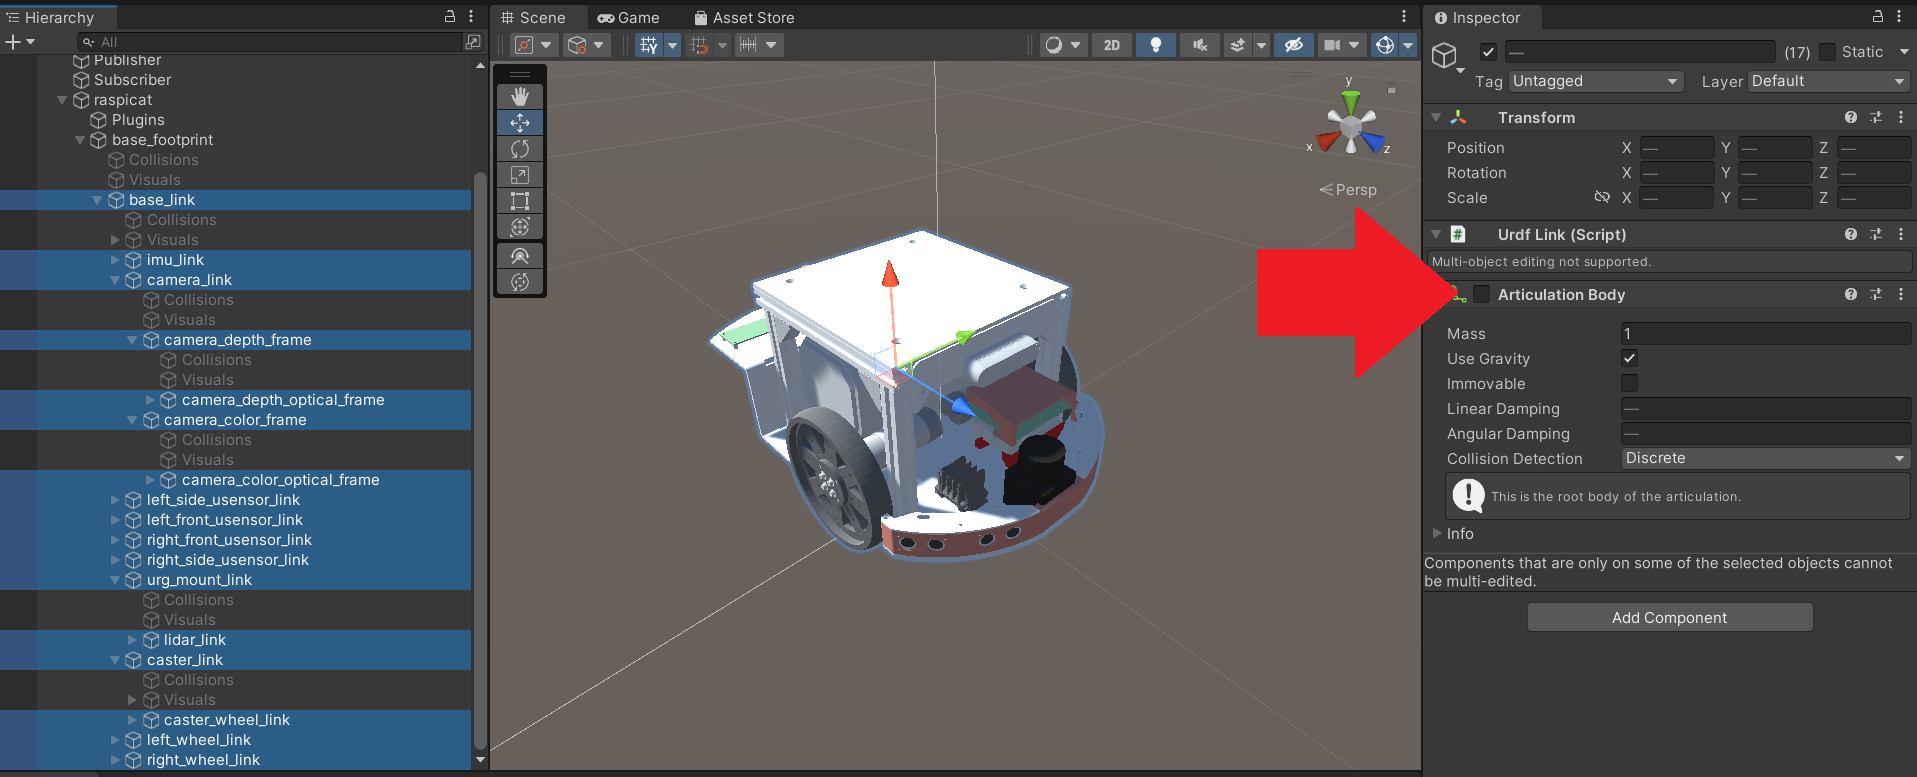 Hierarchy
All
Publisher
Subscriber
raspicat
Plugins
base_footprint
Collisions
Visuals
base_link
Collisions
Visuals
imu_link
camera_link
Collisions
Visuals
camera_depth_frame
Collisions
Visuals
camera_depth_optical_frame
camera_color_frame
Collisions
Visuals
camera_color_optical_frame
left_side_usensor_link
left_front_usensor_link
right_front_usensor_link
right_side_usensor_link
urg_mount_link
Collisions
Visuals
lidar_link
caster_link
Collisions
Visuals
caster_wheel_link
left_wheel_link
right_wheel_link
Scene Game Asset Store
Y 2D
y
x z
Persp
Inspector
— (17) Static
Tag Untagged Layer Default
Transform
Position X — Y — Z —
Rotation X — Y — Z —
Scale X — Y — Z —
# Urdf Link (Script)
Multi-object editing not supported.
Articulation Body
Mass 1
Use Gravity
Immovable
Linear Damping —
Angular Damping —
Collision Detection Discrete
This is the root body of the articulation.
Info
Components that are only on some of the selected objects cannot
be multi-edited.
Add Component